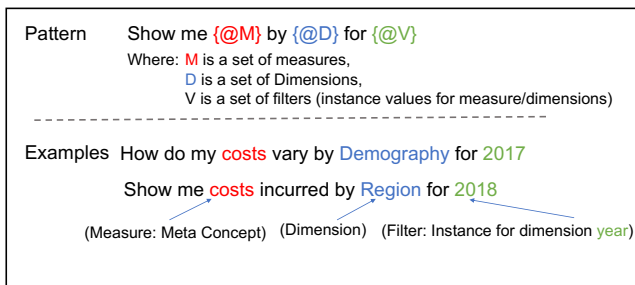 Pattern Show me {@M} by {@D} for {@V}
Where: M is a set of measures,
D is a set of Dimensions,
V is a set of filters (instance values for measure/dimensions)
Examples How do my costs vary by Demography for 2017
Show me costs incurred by Region for 2018
(Measure: Meta Concept) (Dimension) (Filter: Instance for dimension year)